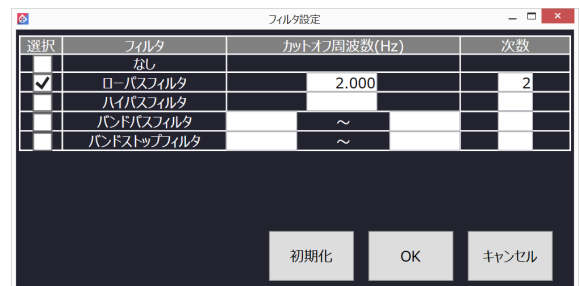 フィルタ設定
選択 フィルタ カットオフ周波数(Hz) 次数
なし
ローパスフィルタ 2.000 2
ハイパスフィルタ
バンドパスフィルタ ～
バンドストップフィルタ ～
初期化 OK キャンセル